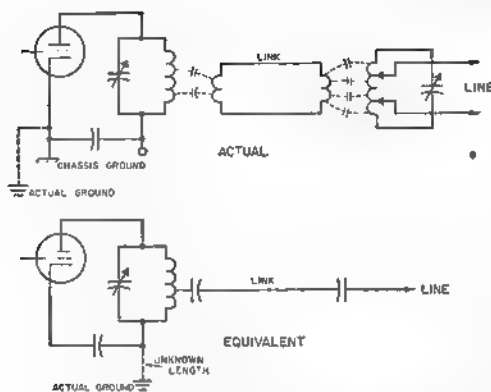 LINK
LINE
CHASSIS GROUND
ACTUAL
ACTUAL GROUND
LINK
LINE
EQUIVALENT
UNKNOWN
LENGTH
ACTUAL GROUND